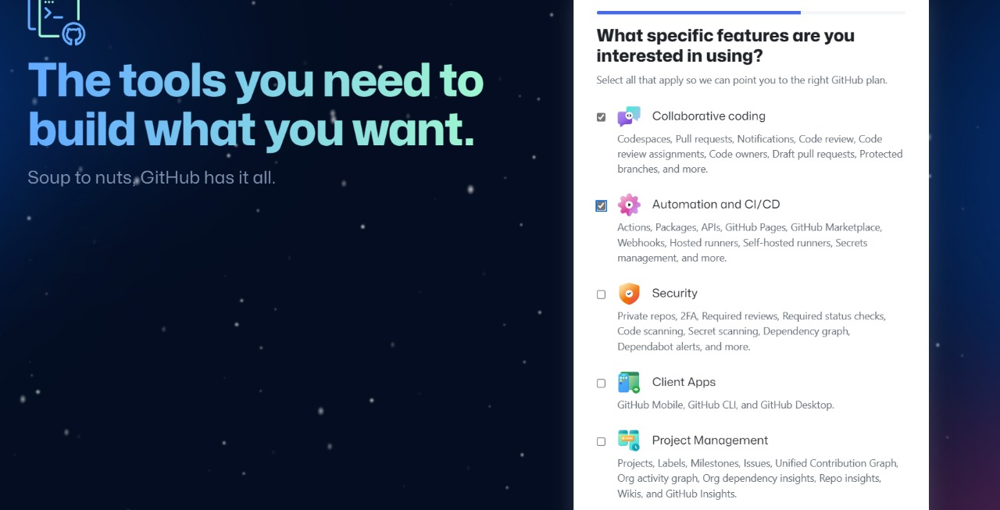 The tools you need to
build what you want.
Soup to nuts, GitHub has it all.
What specific features are you
interested in using?
Select all that apply so we can point you to the right GitHub plan.
Collaborative coding
Codespaces, Pull requests, Notifications, Code review, Code
review assignments, Code owners, Draft pull requests, Protected
branches, and more.
Automation and CI/CD
Actions, Packages, APIs, GitHub Pages, GitHub Marketplace,
Webhooks, Hosted runners, Self-hosted runners, Secrets
management, and more.
Security
Private repos, 2FA, Required reviews, Required status checks,
Code scanning, Secret scanning, Dependency graph,
Dependabot alerts, and more.
Client Apps
GitHub Mobile, GitHub CLI, and GitHub Desktop.
Project Management
Projects, Labels, Milestones, Issues, Unified Contribution Graph,
Org activity graph, Org dependency insights, Repo insights,
Wikis, and GitHub Insights.